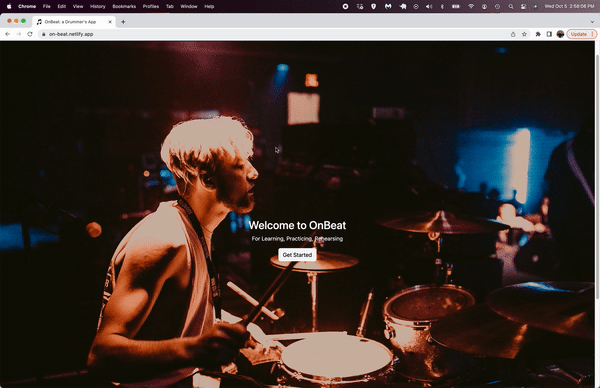 Chrome File Edit View History Bookmarks Profiles Tab Window Help
Wed Oct 5 2:58:08 PM
OnBeat: a Drummer's App
on-beat.netlify.app
Update
Welcome to OnBeat
For Learning, Practicing, Rehearsing
Get Started